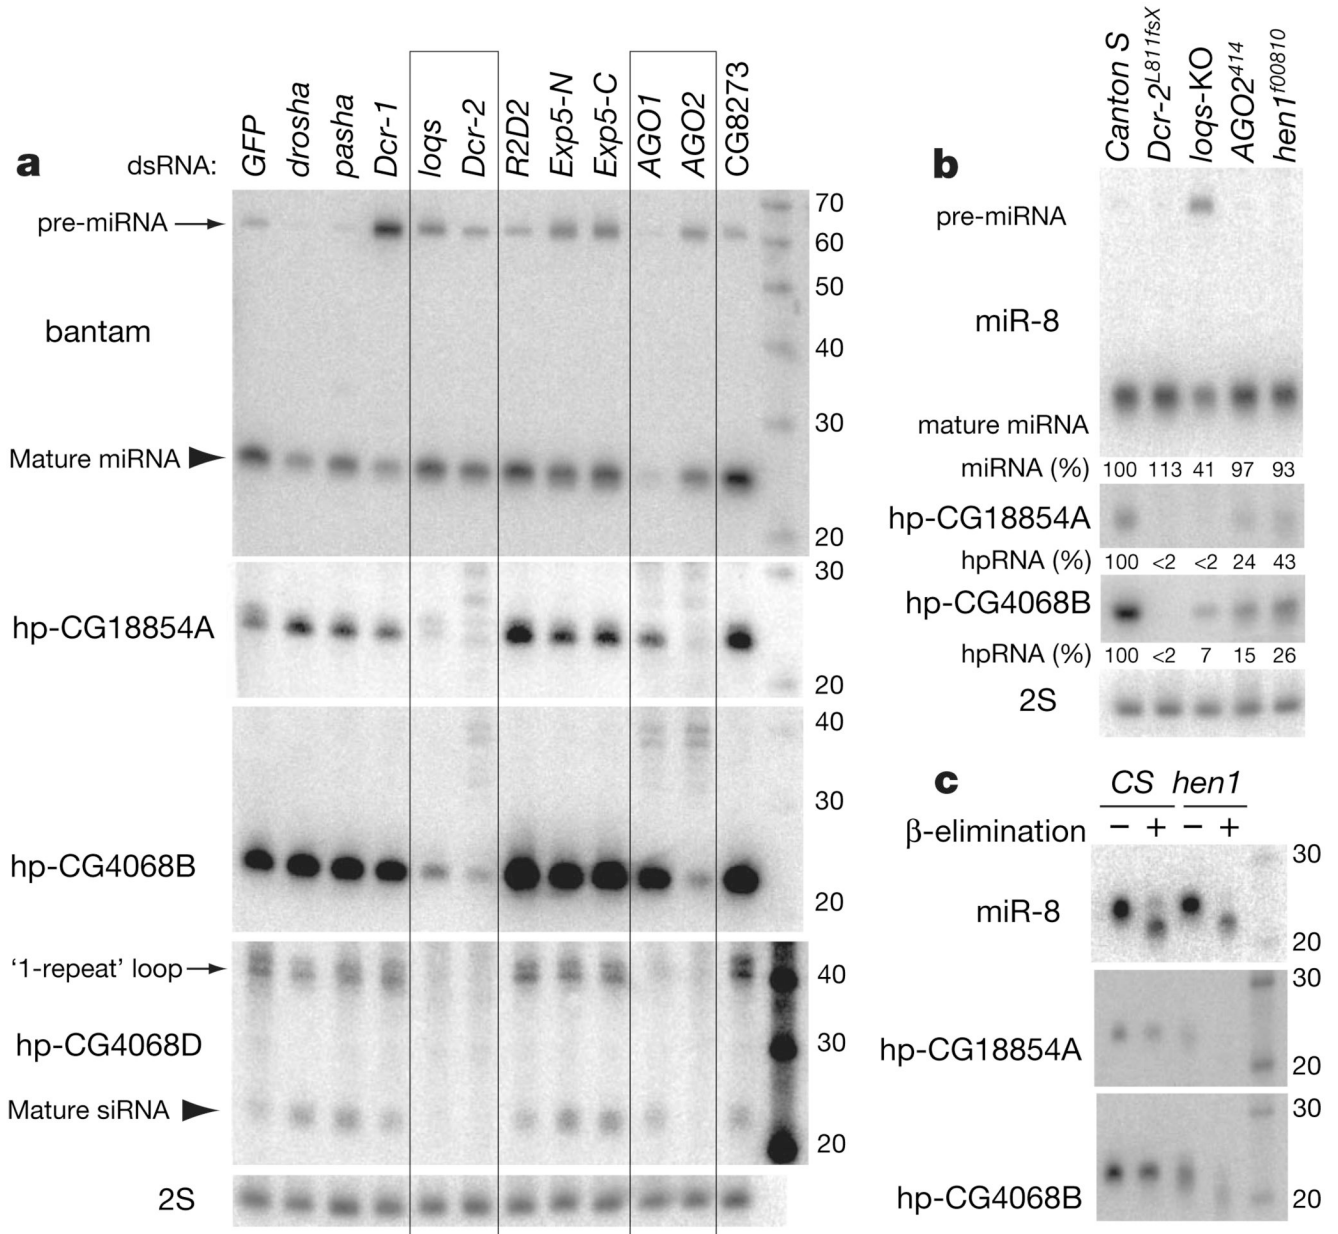 a
dsRNA: GFP drosha pasha Dcr-1 loqs Dcr-2 R2D2 Exp5-N Exp5-C AGO1 AGO2 CG8273
pre-miRNA
70
60
50
bantam
40
30
Mature miRNA
20
30
hp-CG18854A
20
40
30
hp-CG4068B
20
'1-repeat' loop
40
hp-CG4068D
30
Mature siRNA
20
2S
b
Canton S Dcr-2L811fsX loqs-KO AGO2414 hen1f00810
pre-miRNA
miR-8
mature miRNA
miRNA (%) 100 113 41 97 93
hp-CG18854A
hpRNA (%) 100 <2 <2 24 43
hp-CG4068B
hpRNA (%) 100 <2 7 15 26
2S
c
CS hen1
β-elimination − + − +
30
miR-8
20
30
hp-CG18854A
20
30
hp-CG4068B
20